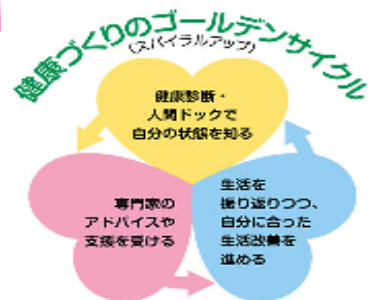 健康づくりのゴールデンサイクル
(スパイラルアップ)
健康診断・
人間ドックで
自分の状態を知る
専門家の
アドバイスや
支援を受ける
生活を
振り返りつつ、
自分に合った
生活改善を
進める